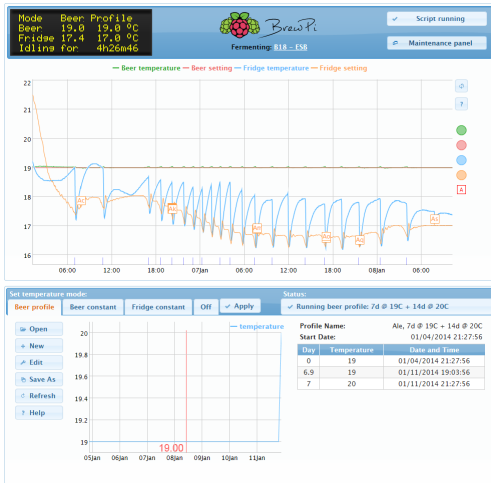 Mode Beer Profile
Beer 19.0 19.0 °C
Fridge 17.4 17.0 °C
Idling for 4h26m46
BrewPi
Fermenting: B18 - ESB
Script running
Maintenance panel
Beer temperature Beer setting Fridge temperature Fridge setting
22
21
20
19
18
17
16
06:00 12:00 18:00 07Jan 06:00 12:00 18:00 08Jan 06:00
?
A
Set temperature mode:
Beer profile Beer constant Fridge constant Off Apply
Status:
Running beer profile: 7d @ 19C + 14d @ 20C
Open
New
Edit
Save As
Refresh
? Help
temperature
20
19.8
19.6
19.4
19.2
19
19.00
05Jan 06Jan 07Jan 08Jan 09Jan 10Jan 11Jan
Profile Name: Ale, 7d @ 19C + 14d @ 20C
Start Date: 01/04/2014 21:27:56
Day Temperature Date and Time
0 19 01/04/2014 21:27:56
6.9 19 01/11/2014 19:03:56
7 20 01/11/2014 21:27:56